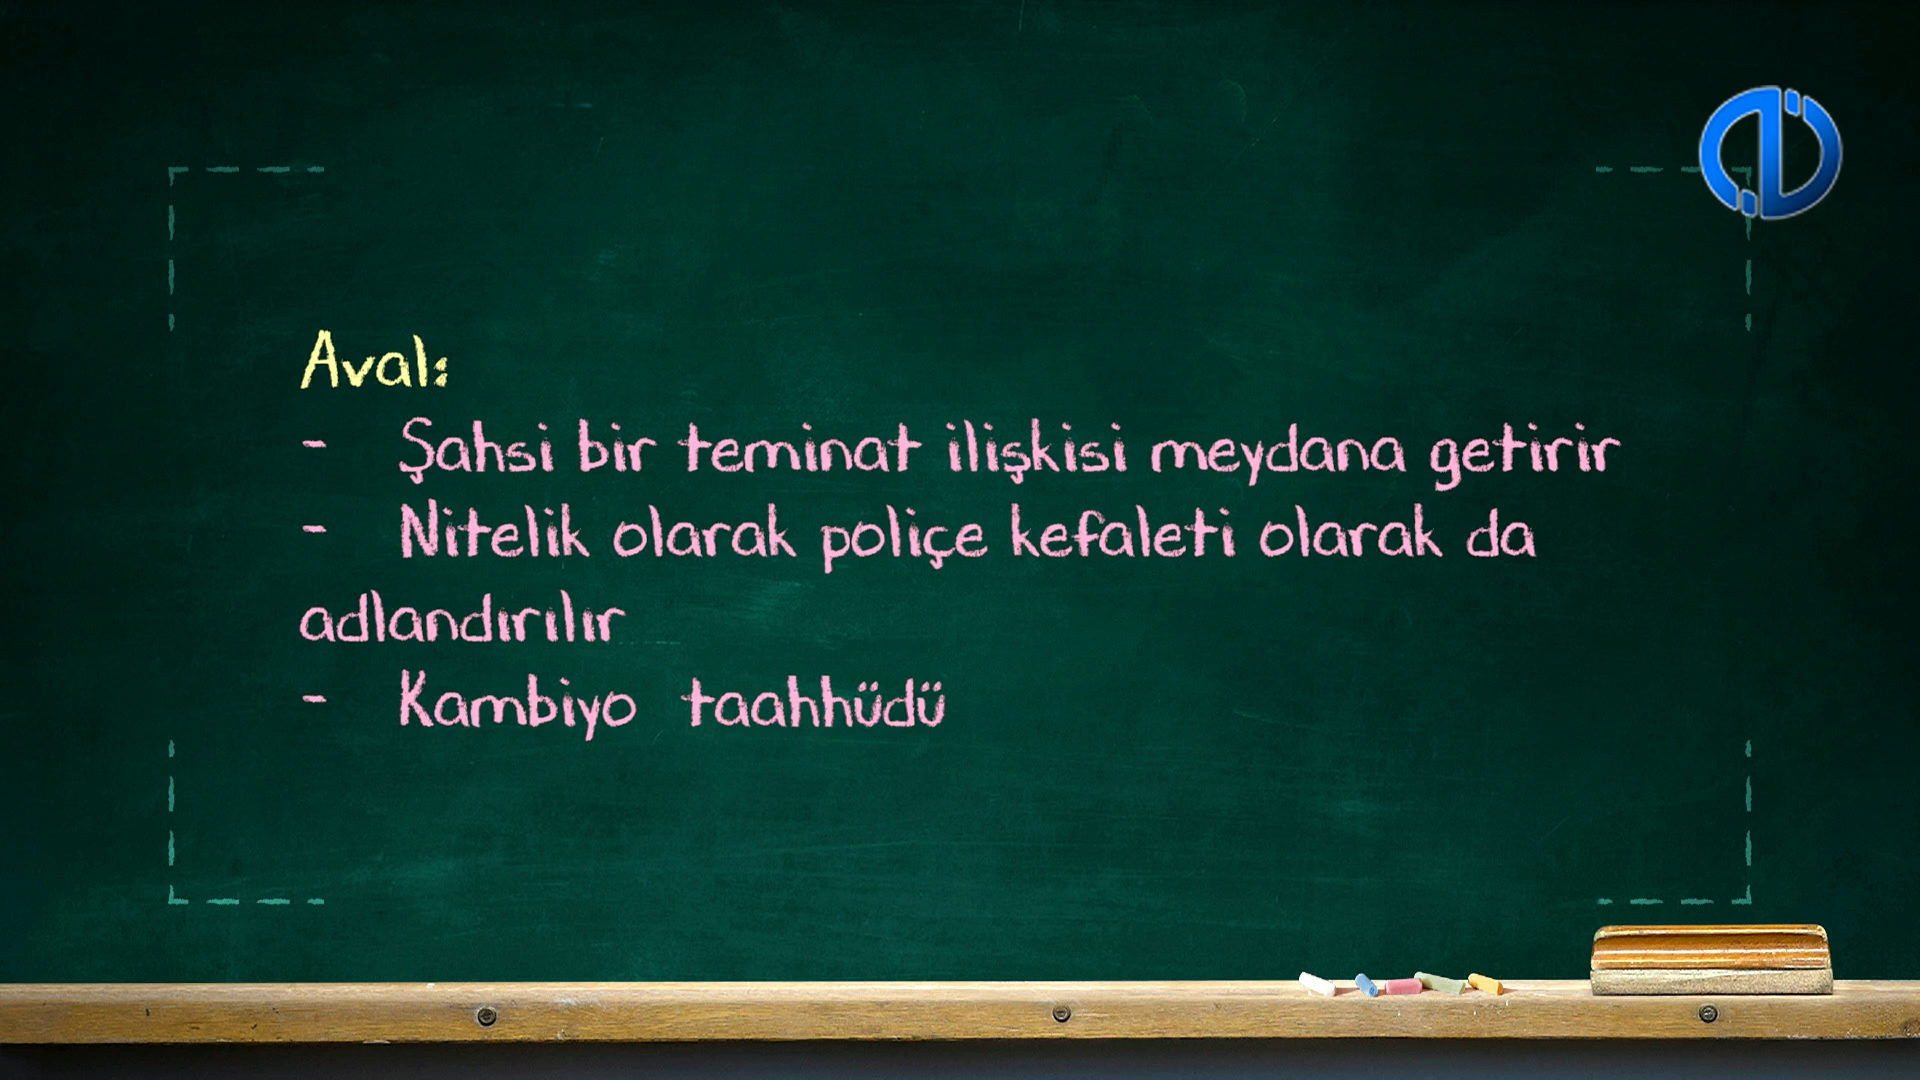 Aval:
- Şahsi bir teminat ilişkisi meydana getirir
- Nitelik olarak poliçe kefaleti olarak da
adlandırılır
- Kambiyo taahhüdü